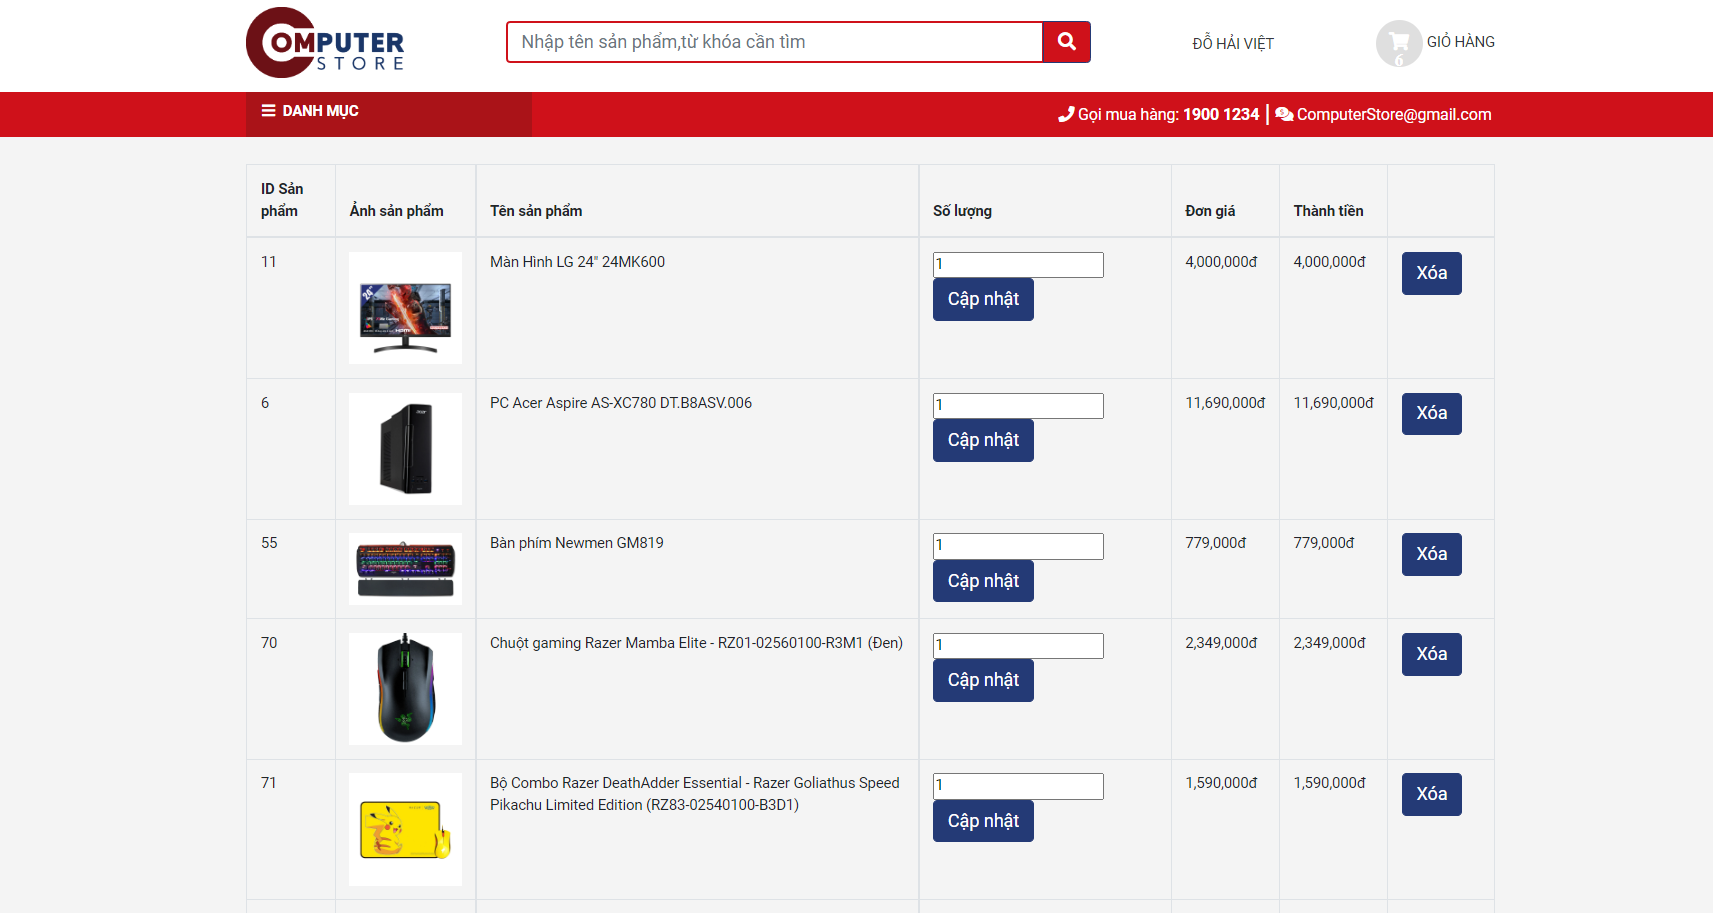 COMPUTER
STORE
Nhập tên sản phẩm,từ khóa cần tìm
ĐỖ HẢI VIỆT
6
GIỎ HÀNG
DANH MỤC
Gọi mua hàng: 1900 1234 | ComputerStore@gmail.com
ID Sản
phẩm
Ảnh sản phẩm
Tên sản phẩm
Số lượng
Đơn giá
Thành tiền
11
24"
HDMI
Màn Hình LG 24" 24MK600
1
Cập nhật
4,000,000đ
4,000,000đ
Xóa
6
PC Acer Aspire AS-XC780 DT.B8ASV.006
1
Cập nhật
11,690,000đ
11,690,000đ
Xóa
55
Bàn phím Newmen GM819
1
Cập nhật
779,000đ
779,000đ
Xóa
70
Chuột gaming Razer Mamba Elite - RZ01-02560100-R3M1 (Đen)
1
Cập nhật
2,349,000đ
2,349,000đ
Xóa
71
Bộ Combo Razer DeathAdder Essential - Razer Goliathus Speed
Pikachu Limited Edition (RZ83-02540100-B3D1)
1
Cập nhật
1,590,000đ
1,590,000đ
Xóa